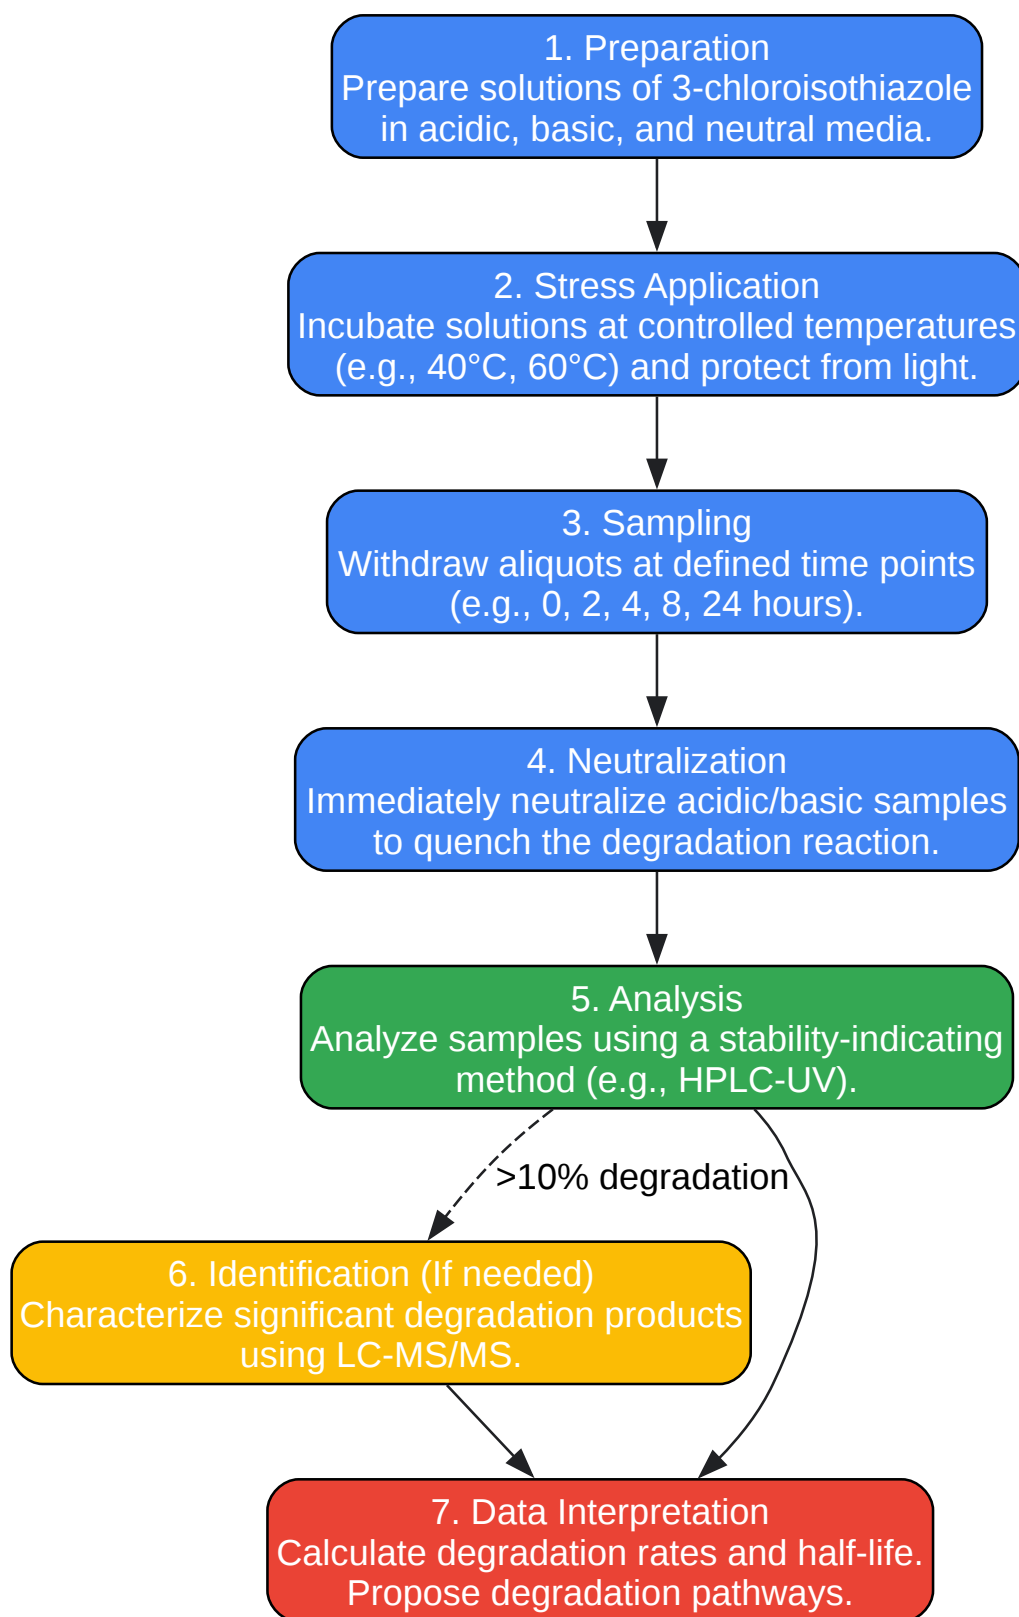 1. Preparation
Prepare solutions of 3-chloroisothiazole
in acidic, basic, and neutral media.
2. Stress Application
Incubate solutions at controlled temperatures
(e.g., 40°C, 60°C) and protect from light.
3. Sampling
Withdraw aliquots at defined time points
(e.g., 0, 2, 4, 8, 24 hours).
4. Neutralization
Immediately neutralize acidic/basic samples
to quench the degradation reaction.
5. Analysis
Analyze samples using a stability-indicating
method (e.g., HPLC-UV).
>10% degradation
6. Identification (If needed)
Characterize significant degradation products
using LC-MS/MS.
7. Data Interpretation
Calculate degradation rates and half-life.
Propose degradation pathways.